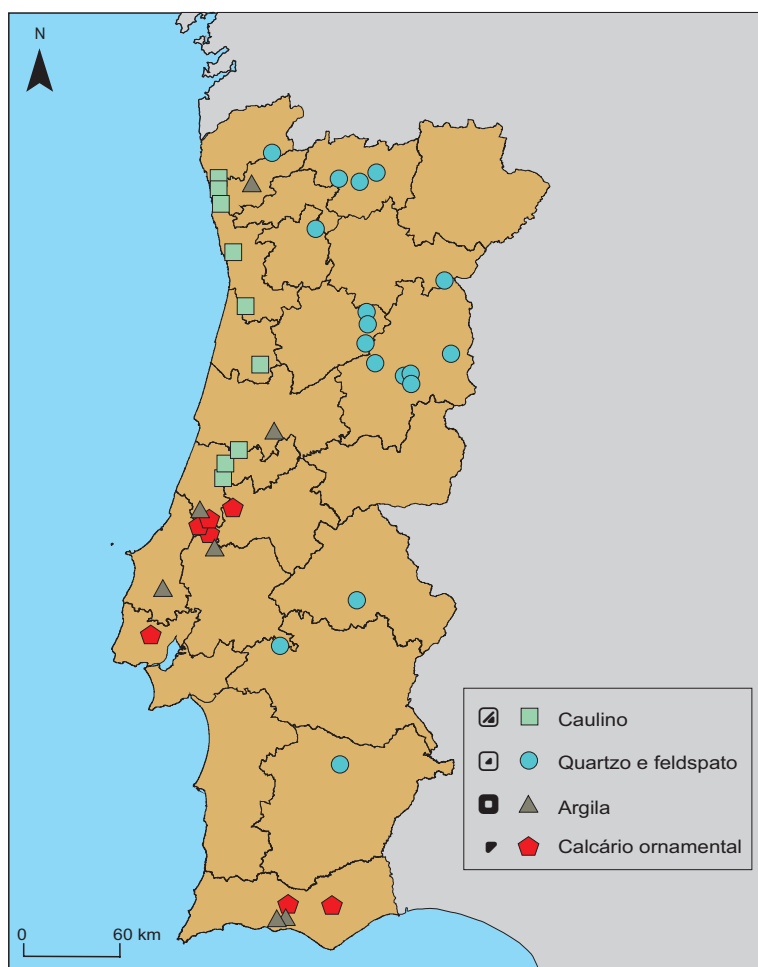 N
Caulino
Quartzo e feldspato
Argila
Calcário ornamental
0 60 km